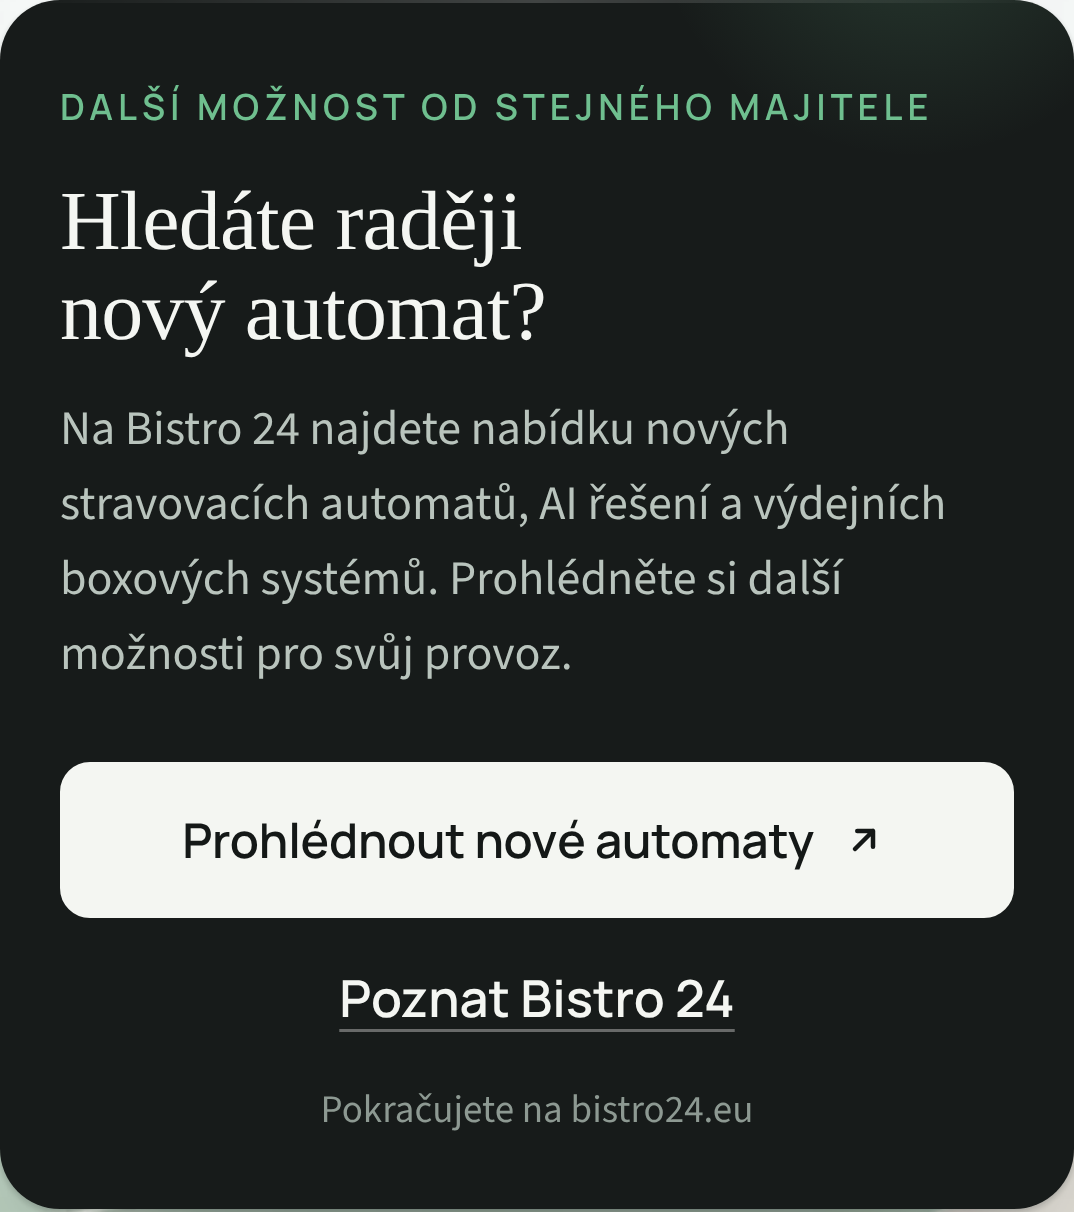 DALŠÍ MOŽNOST OD STEJNÉHO MAJITELE
Hledáte raději
nový automat?
Na Bistro 24 najdete nabídku nových
stravovacích automatů, AI řešení a výdejních
boxových systémů. Prohlédněte si další
možnosti pro svůj provoz.
Prohlédnout nové automaty ↗
Poznat Bistro 24
Pokračujete na bistro24.eu